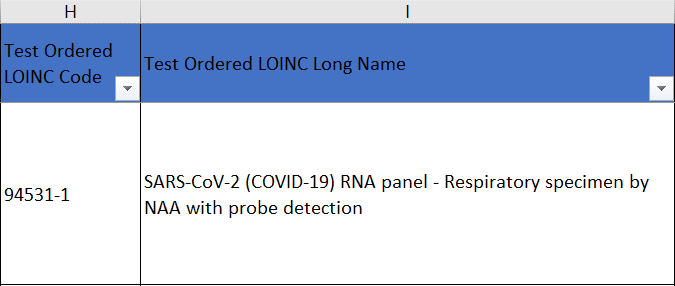 H
I
Test Ordered
LOINC Code
Test Ordered LOINC Long Name
94531-1
SARS-CoV-2 (COVID-19) RNA panel - Respiratory specimen by
NAA with probe detection